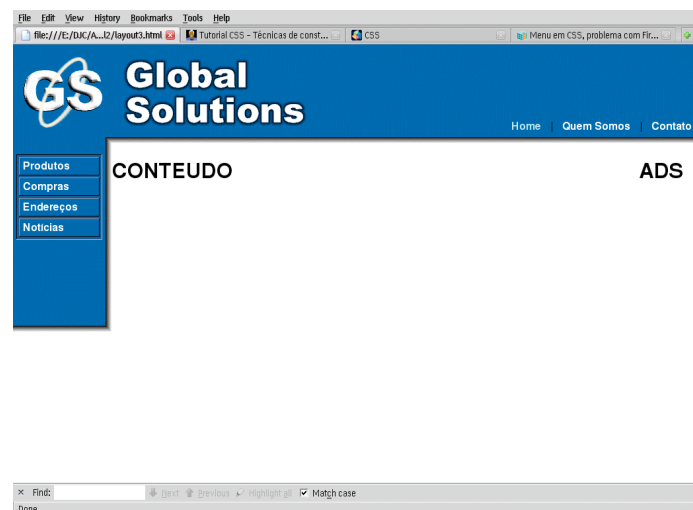 File Edit View History Bookmarks Tools Help
file:///E:/DJC/A...l2/layout3.html Tutorial CSS - Técnicas de const... CSS Menu em CSS, problema com Fir...
GS Global
Solutions
Home | Quem Somos | Contato
Produtos
Compras
Endereços
Notícias
CONTEUDO
ADS
× Find: Next Previous Highlight all Match case
Done